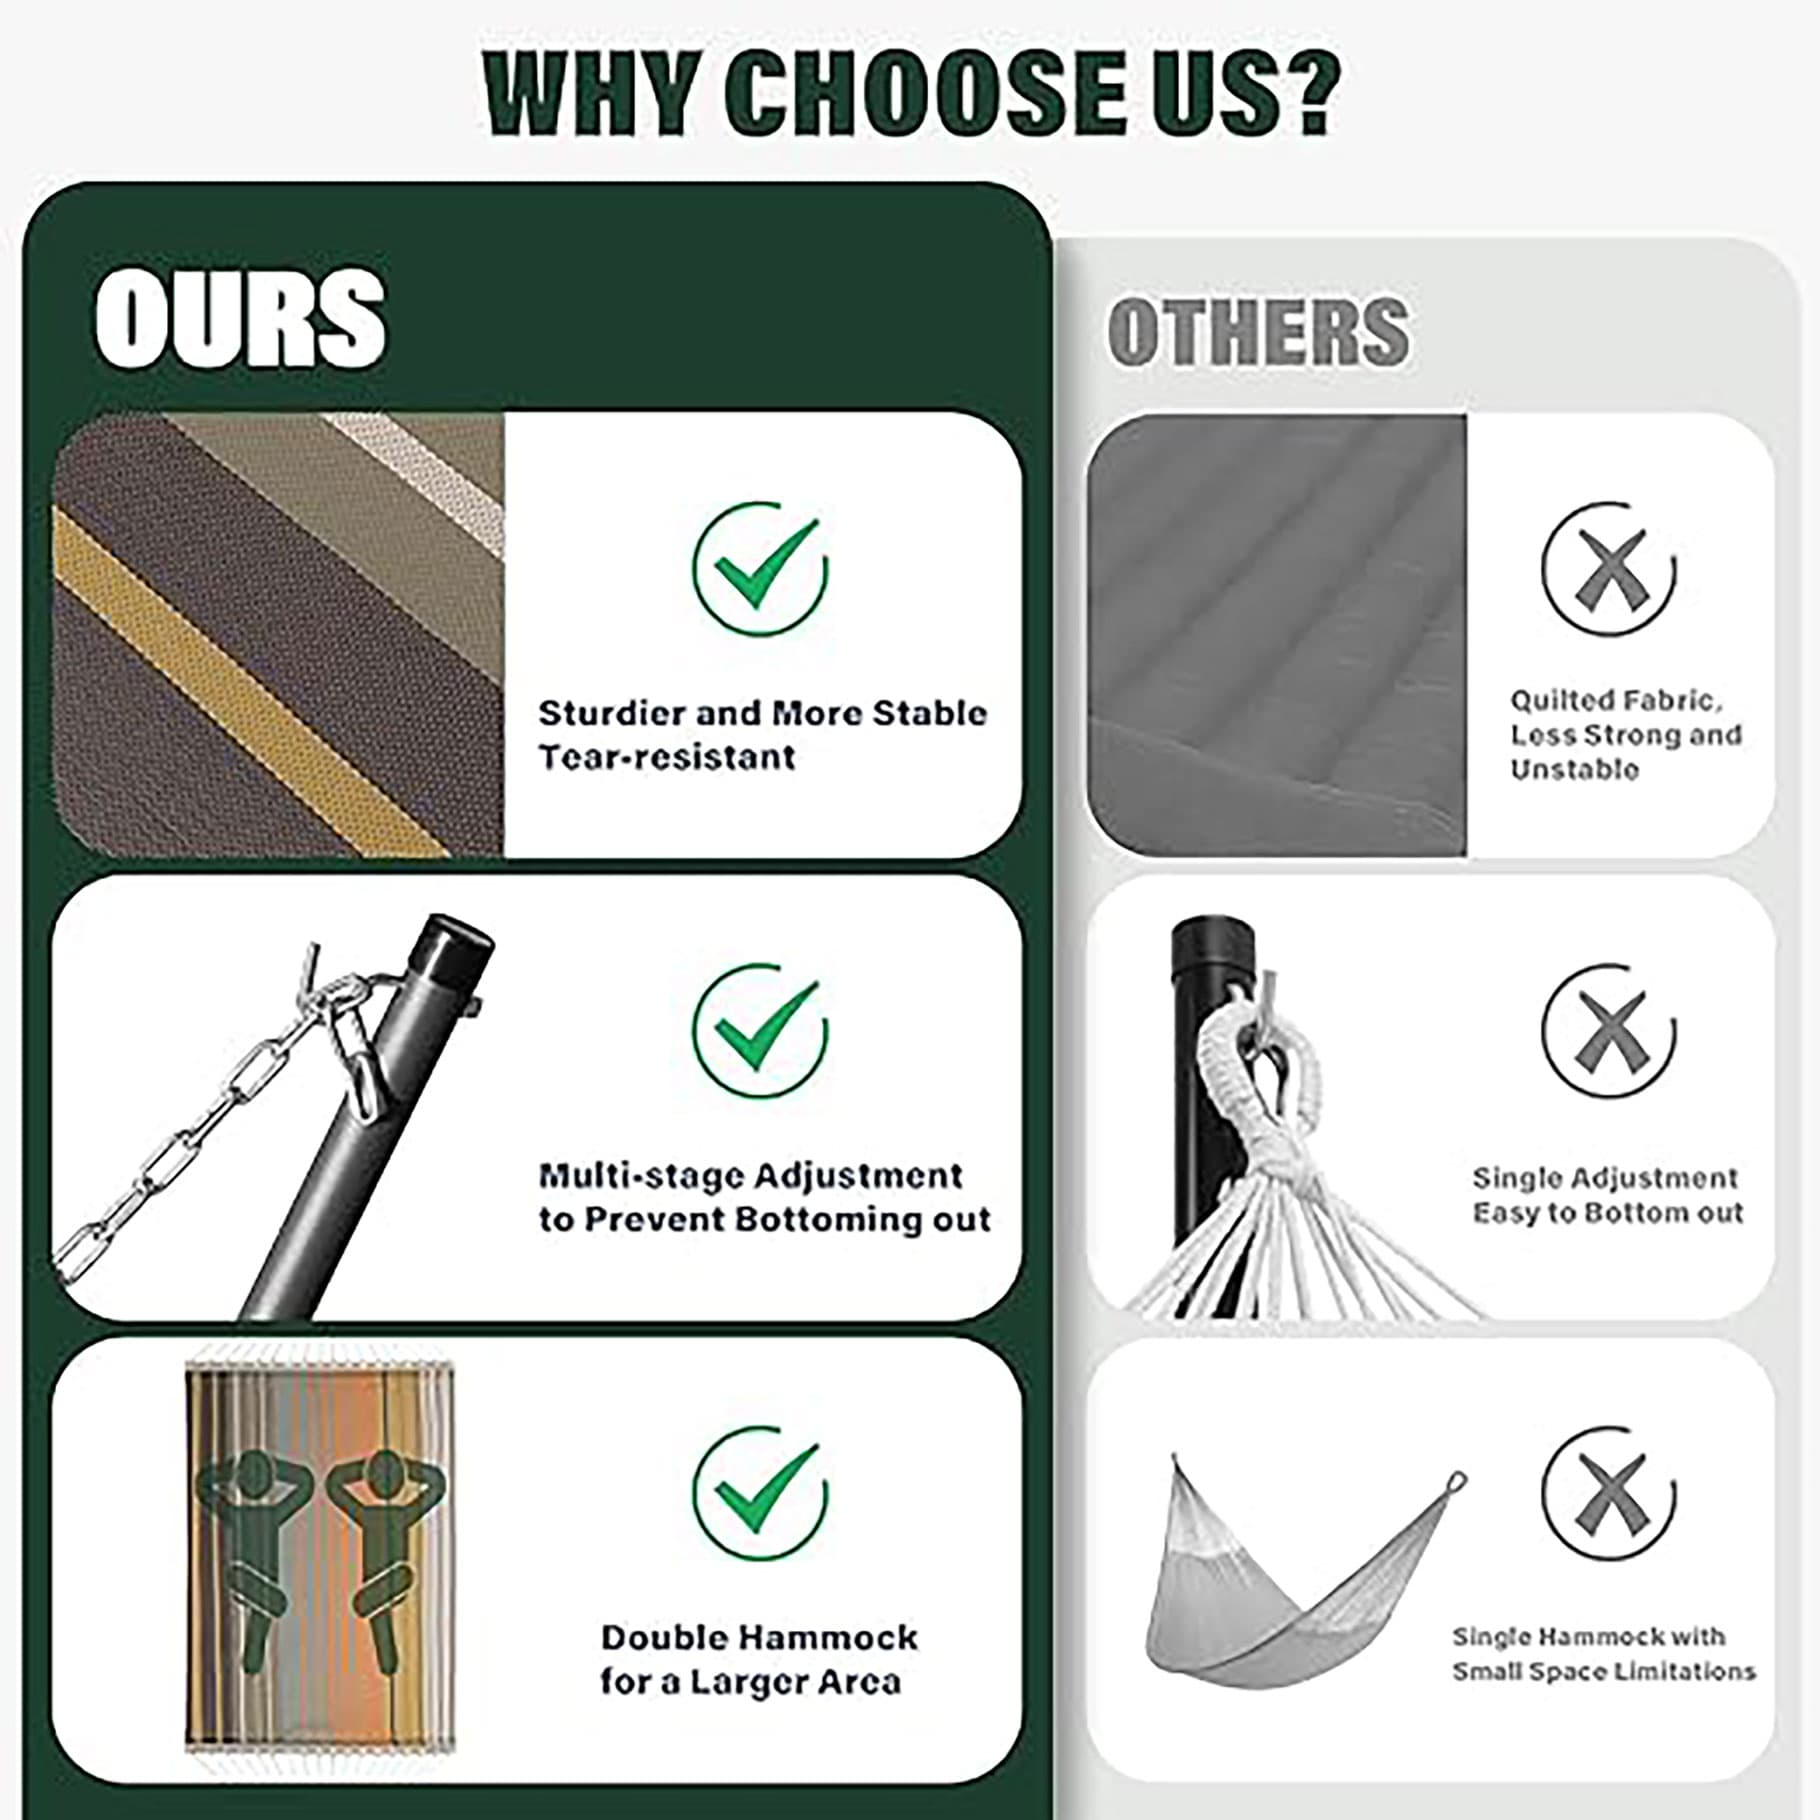 WHY CHOOSE US?
OURS
OTHERS
Sturdier and More Stable
Tear-resistant
Quilted Fabric,
Less Strong and
Unstable
Multi-stage Adjustment
to Prevent Bottoming out
Single Adjustment
Easy to Bottom out
Double Hammock
for a Larger Area
Single Hammock with
Small Space Limitations